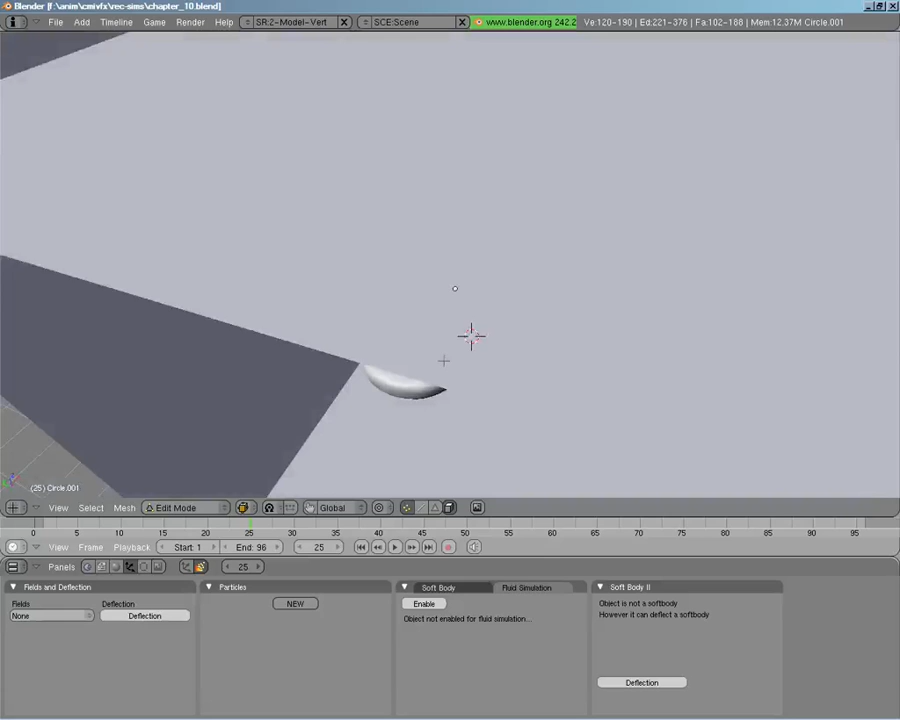 Blender [f:\anim\cmivfx\rec-sims\chapter_10.blend]
File Add Timeline Game Render Help SR:2-Model-Vert SCE:Scene www.blender.org 242.2 Ve:120-190 | Ed:221-376 | Fa:102-188 | Mem:12.37M Circle.001
(25) Circle.001
View Select Mesh Edit Mode Global
0 5 10 15 20 25 30 35 40 45 50 55 60 65 70 75 80 85 90 95
View Frame Playback Start: 1 End: 96 25
Panels 25
Fields and Deflection Particles Soft Body Fluid Simulation Soft Body II
Fields Deflection NEW Enable Object is not a softbody
None Deflection Object not enabled for fluid simulation... However it can deflect a softbody
Deflection